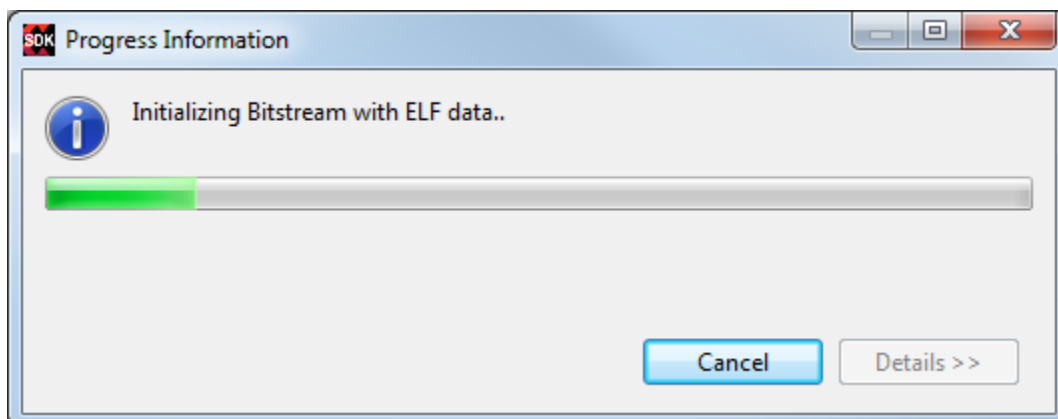 SDK Progress Information
Initializing Bitstream with ELF data..
Cancel Details >>